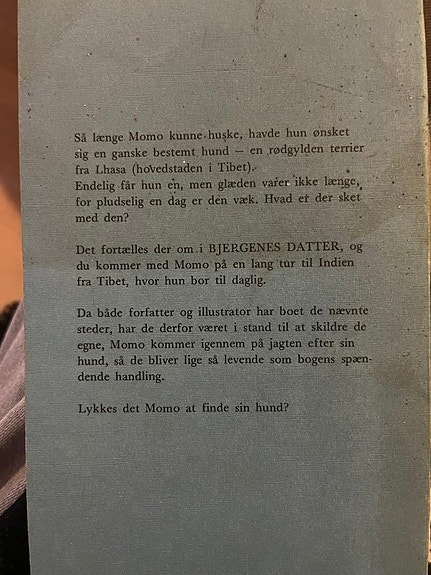 Så længe Momo kunne huske, havde hun ønsket
sig en ganske bestemt hund — en rødgylden terrier
fra Lhasa (hovedstaden i Tibet).
Endelig får hun en, men glæden varer ikke længe,
for pludselig en dag er den væk. Hvad er der sket
med den?
Det fortælles der om i BJERGENES DATTER, og
du kommer med Momo på en lang tur til Indien
fra Tibet, hvor hun bor til daglig.
Da både forfatter og illustrator har boet de nævnte
steder, har de derfor været i stand til at skildre de
egne, Momo kommer igennem på jagten efter sin
hund, så de bliver lige så levende som bogens spæn-
dende handling.
Lykkes det Momo at finde sin hund?